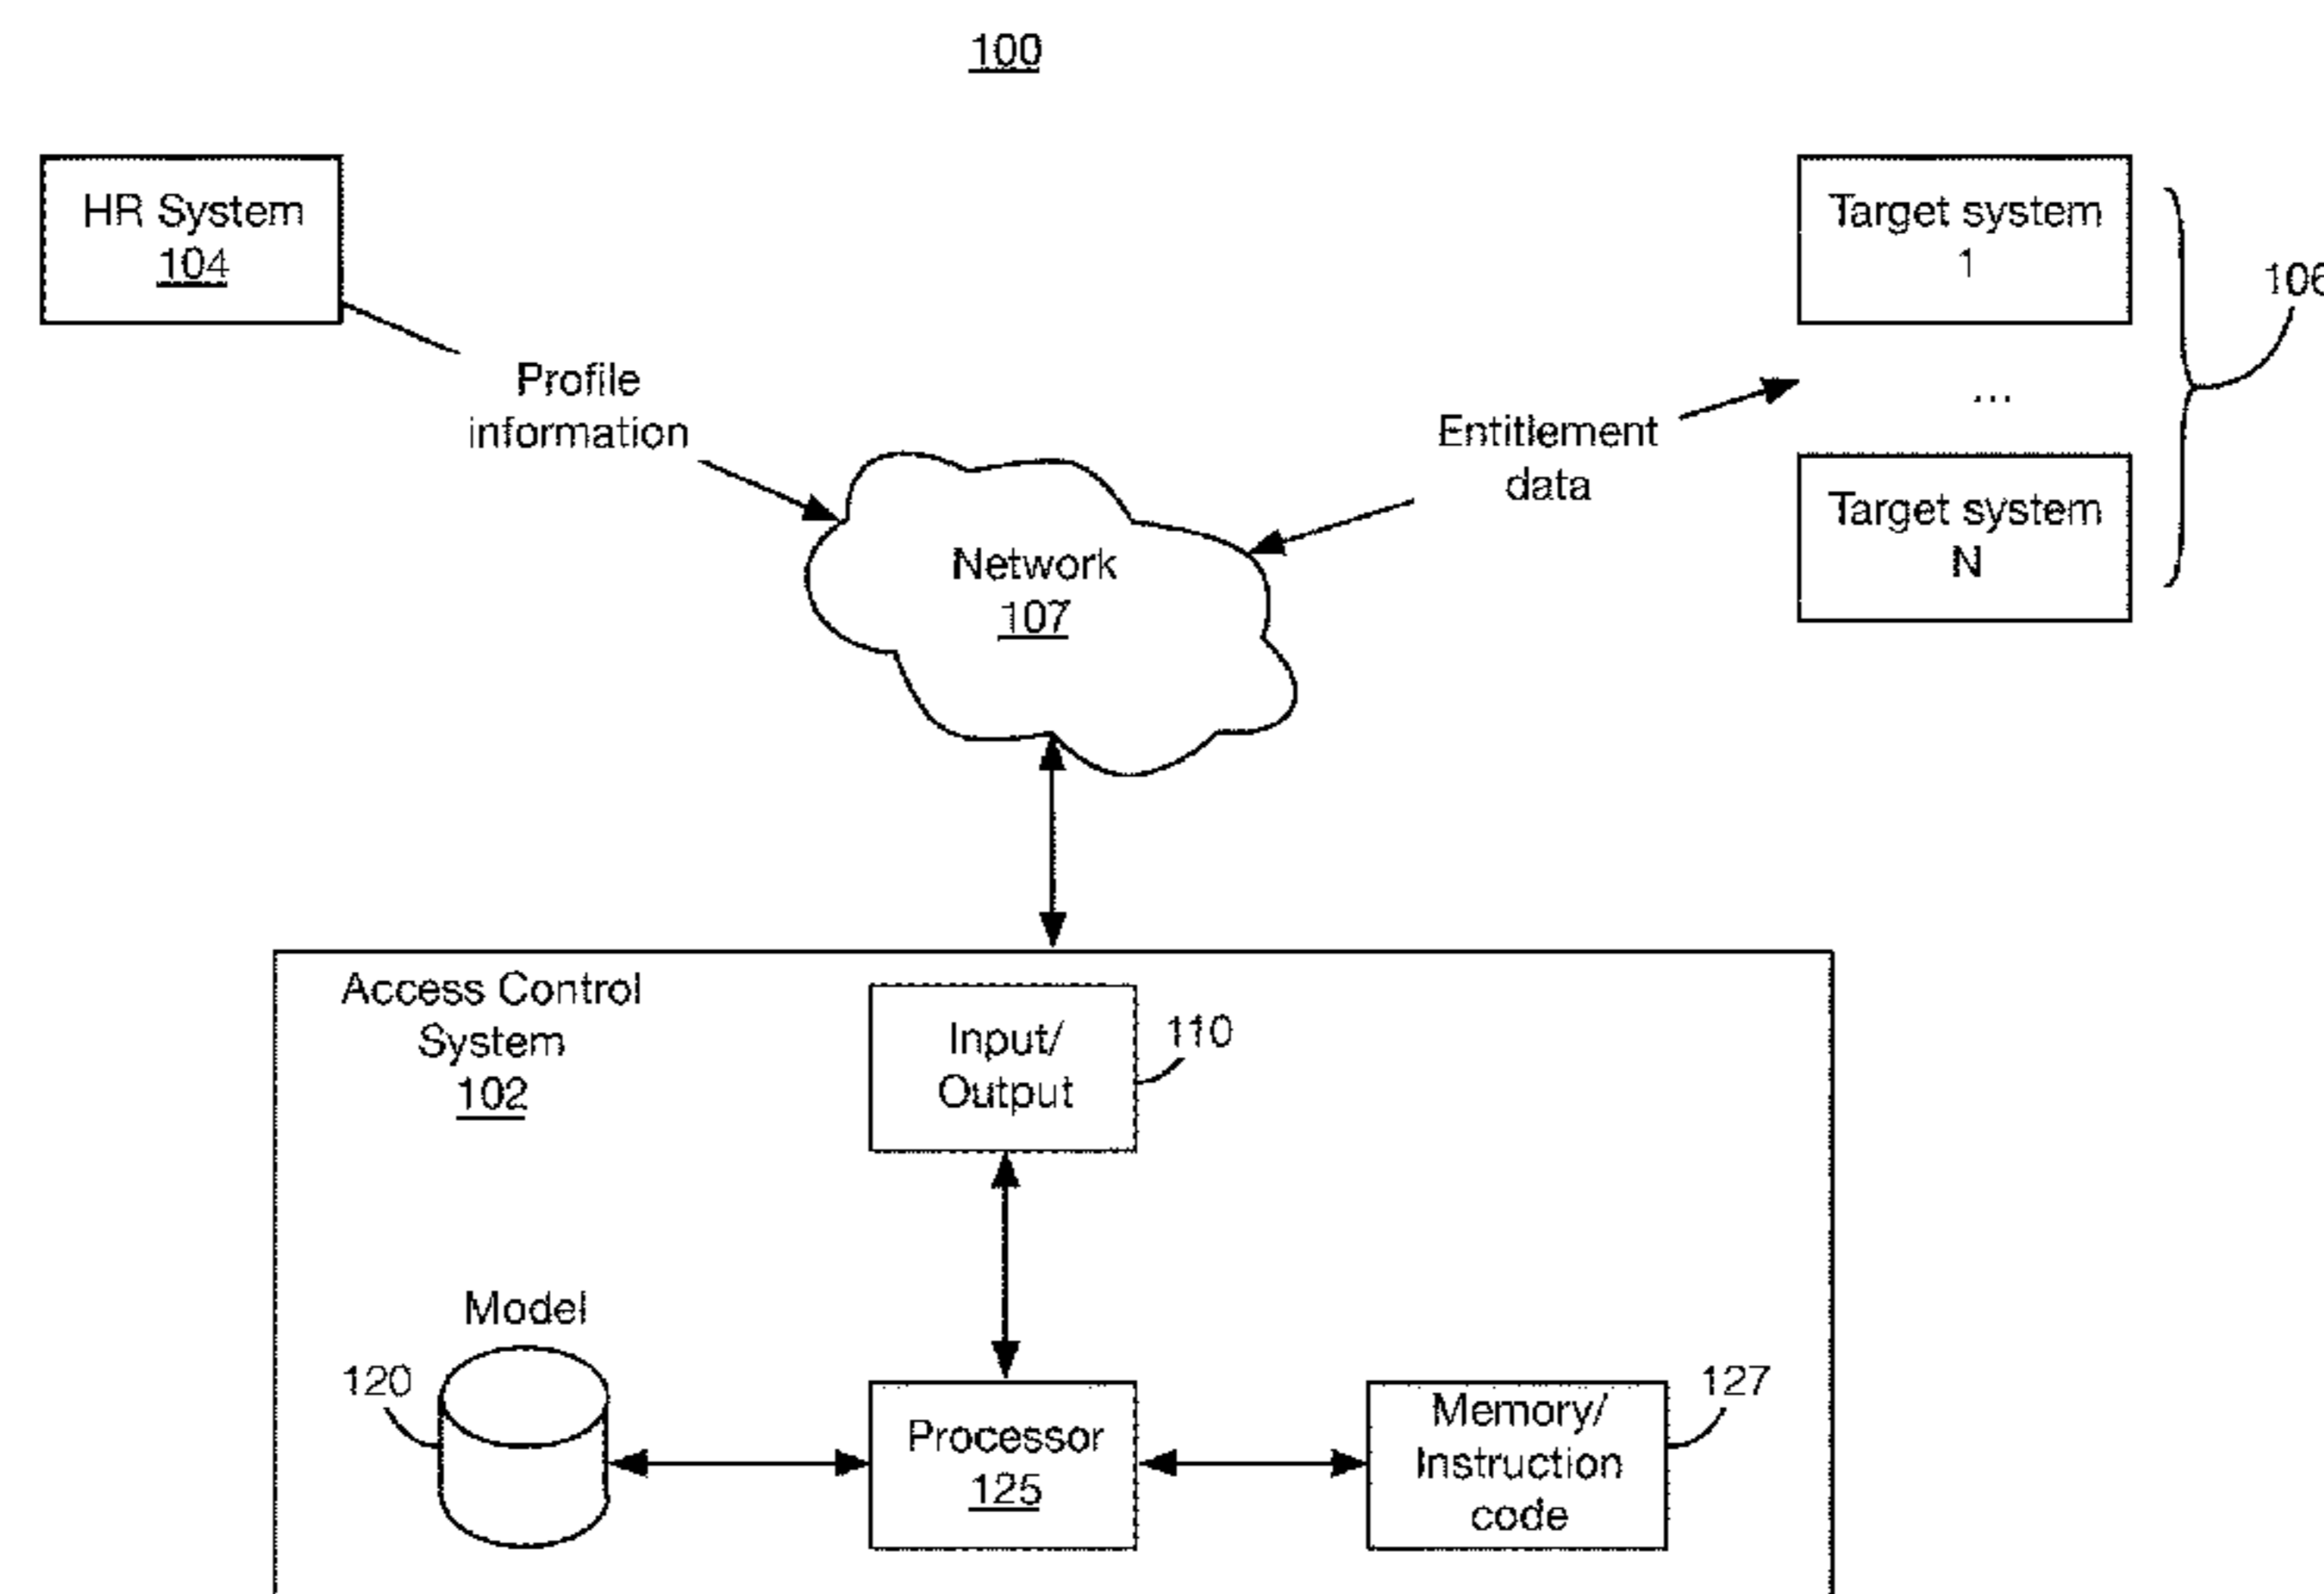 100
HR System
104
Target system
1
106
Profile
information
Entitlement
data
...
Target system
N
Network
107
Access Control
System
102
Input/
Output
110
Model
120
Processor
125
Memory/
Instruction
code
127